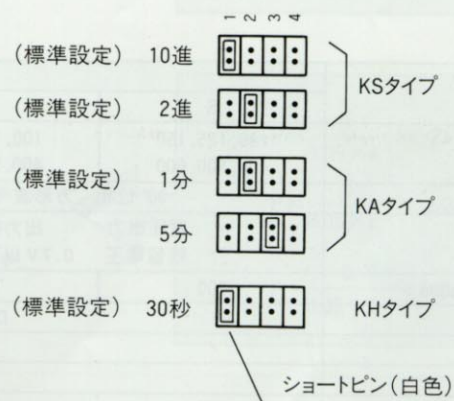 1 2 3 4
(標準設定) 10進
(標準設定) 2進
KSタイプ
(標準設定) 1分
5分
KAタイプ
(標準設定) 30秒 KHタイプ
ショートピン(白色)